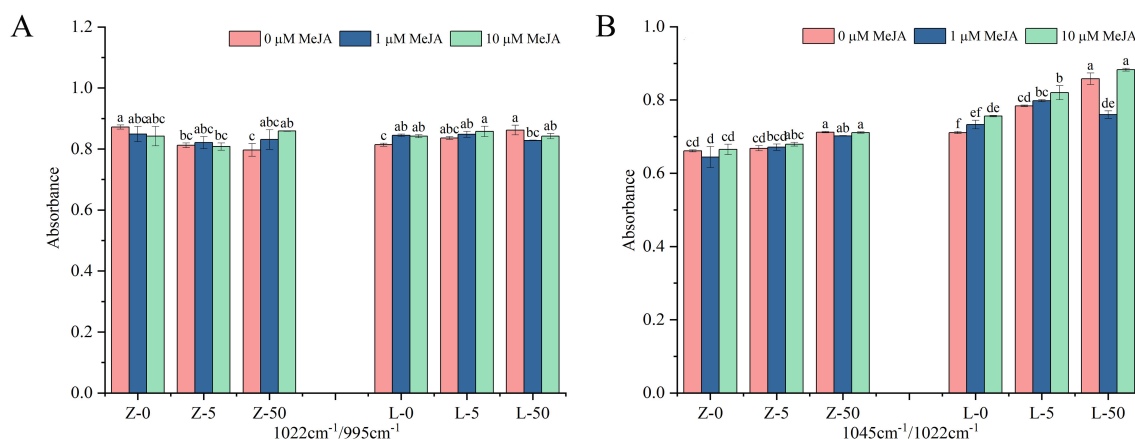 A
0 μM MeJA 1 μM MeJA 10 μM MeJA
1.2
1.0
0.8
0.6
0.4
0.2
0.0
Absorbance
a abc abc
bc abc bc
c abc ab
c ab ab
abc ab a
a bc ab
Z-0 Z-5 Z-50 L-0 L-5 L-50
1022cm⁻¹/995cm⁻¹
B
0 μM MeJA 1 μM MeJA 10 μM MeJA
1.0
0.8
0.6
0.4
0.2
0.0
Absorbance
cd d cd
cd bcd abc
a ab a
f ef de
cd bc b
a de a
Z-0 Z-5 Z-50 L-0 L-5 L-50
1045cm⁻¹/1022cm⁻¹